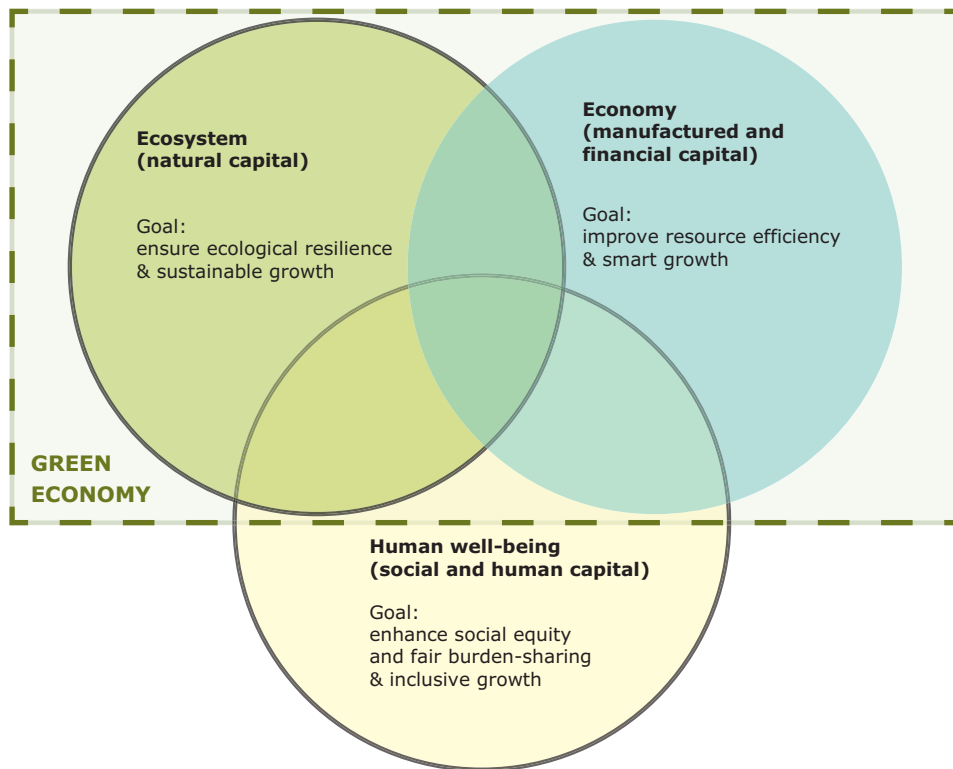 Ecosystem
(natural capital)
Goal:
ensure ecological resilience
& sustainable growth
Economy
(manufactured and
financial capital)
Goal:
improve resource efficiency
& smart growth
GREEN
ECONOMY
Human well-being
(social and human capital)
Goal:
enhance social equity
and fair burden-sharing
& inclusive growth